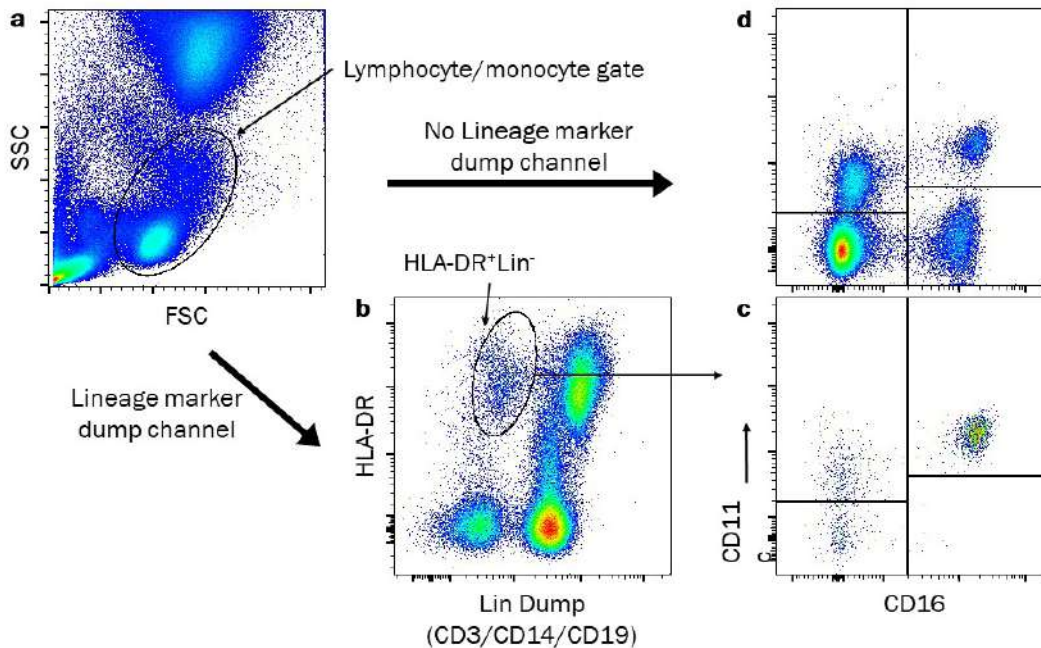 a
SSC
FSC
Lymphocyte/monocyte gate
No Lineage marker
dump channel
d
Lineage marker
dump channel
HLA-DR⁺Lin⁻
b
HLA-DR
Lin Dump
(CD3/CD14/CD19)
c
CD11
c
CD16